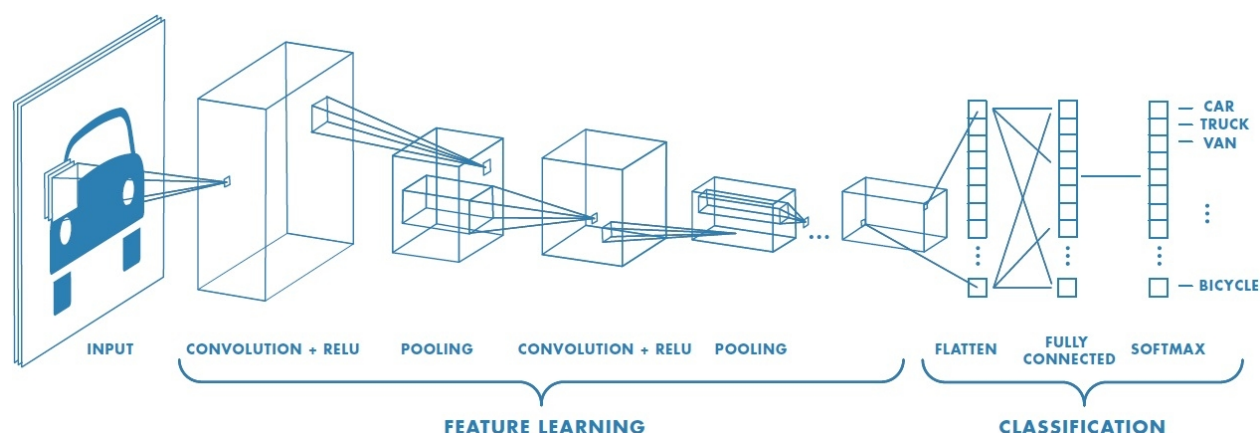 CAR
TRUCK
VAN
BICYCLE
INPUT
CONVOLUTION + RELU
POOLING
CONVOLUTION + RELU
POOLING
FLATTEN
FULLY
CONNECTED
SOFTMAX
FEATURE LEARNING
CLASSIFICATION